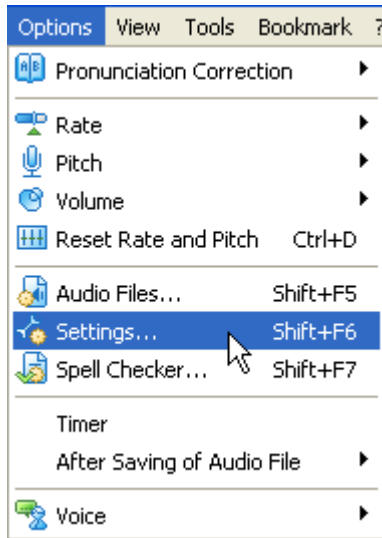 Options View Tools Bookmark ?
Pronunciation Correction
Rate
Pitch
Volume
Reset Rate and Pitch Ctrl+D
Audio Files... Shift+F5
Settings... Shift+F6
Spell Checker... Shift+F7
Timer
After Saving of Audio File
Voice